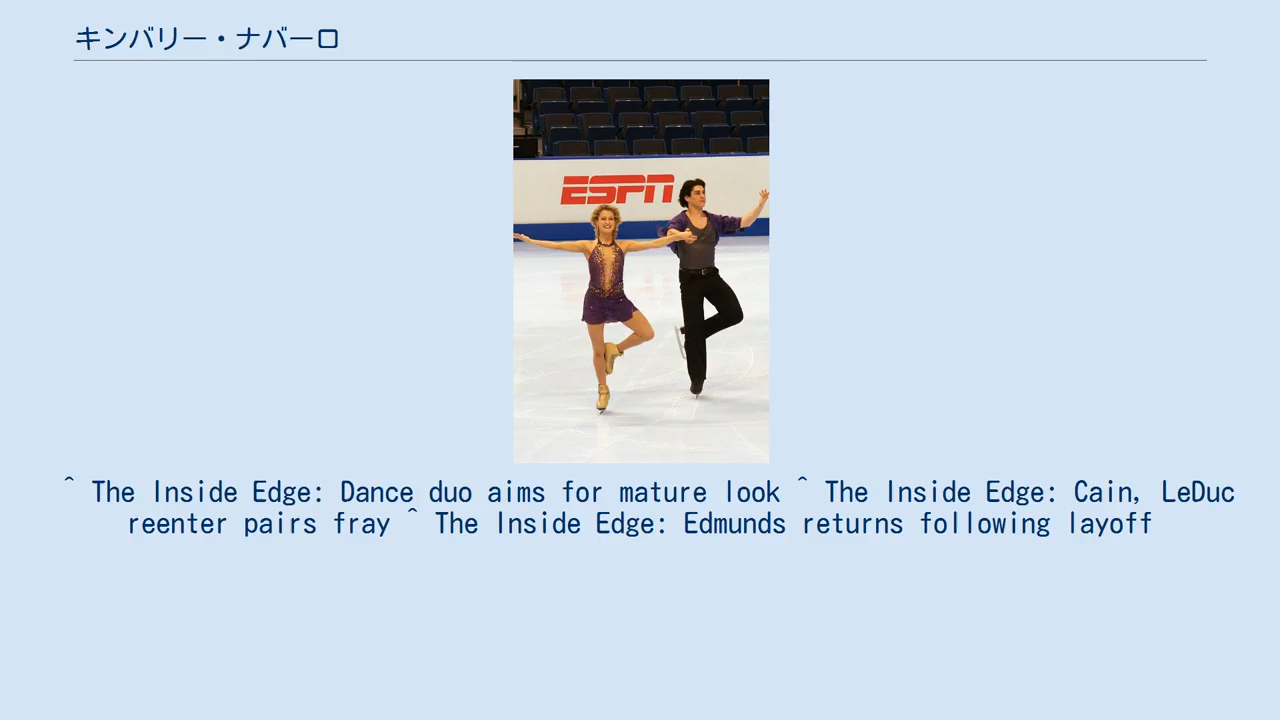 キンバリー・ナバーロ
ESPN
^ The Inside Edge: Dance duo aims for mature look ^ The Inside Edge: Cain, LeDuc
reenter pairs fray ^ The Inside Edge: Edmunds returns following layoff